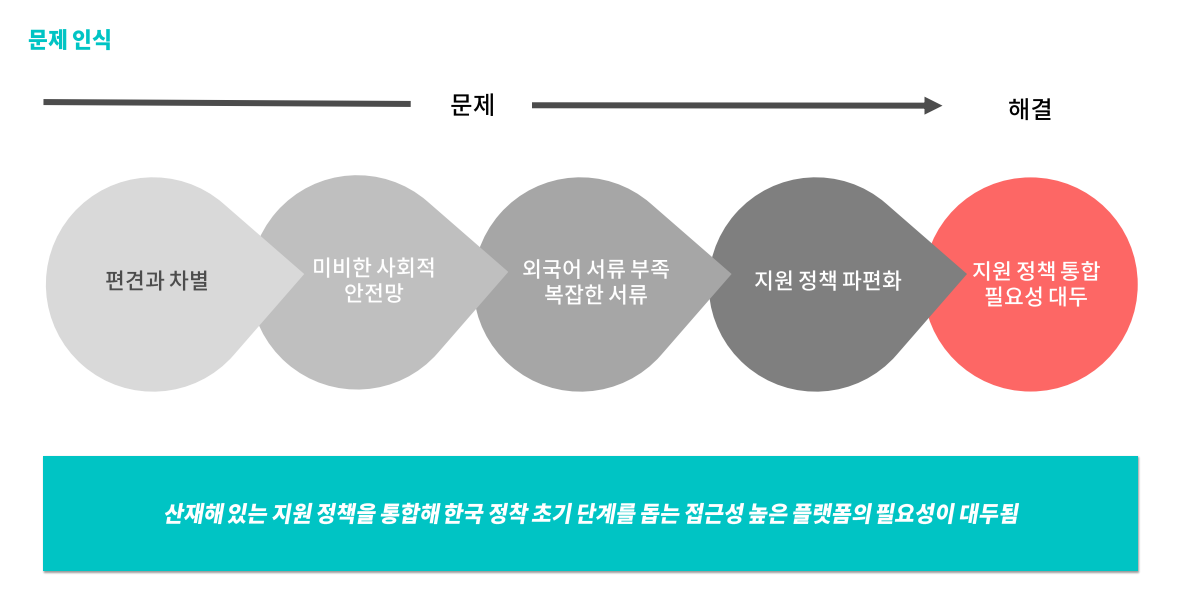 문제 인식
문제
해결
편견과 차별
미비한 사회적
안전망
외국어 서류 부족
복잡한 서류
지원 정책 파편화
지원 정책 통합
필요성 대두
산재해 있는 지원 정책을 통합해 한국 정착 초기 단계를 돕는 접근성 높은 플랫폼의 필요성이 대두됨